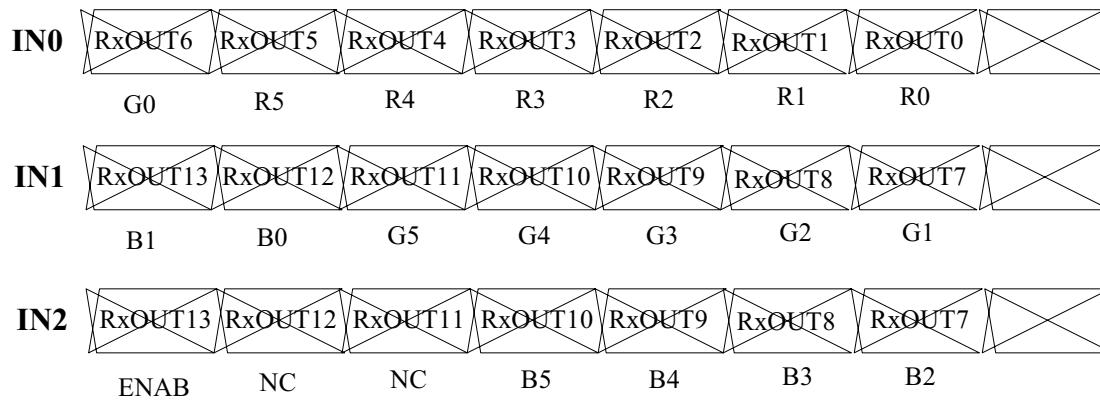 IN0 RxOUT6 RxOUT5 RxOUT4 RxOUT3 RxOUT2 RxOUT1 RxOUT0
G0 R5 R4 R3 R2 R1 R0
IN1 RxOUT13 RxOUT12 RxOUT11 RxOUT10 RxOUT9 RxOUT8 RxOUT7
B1 B0 G5 G4 G3 G2 G1
IN2 RxOUT13 RxOUT12 RxOUT11 RxOUT10 RxOUT9 RxOUT8 RxOUT7
ENAB NC NC B5 B4 B3 B2